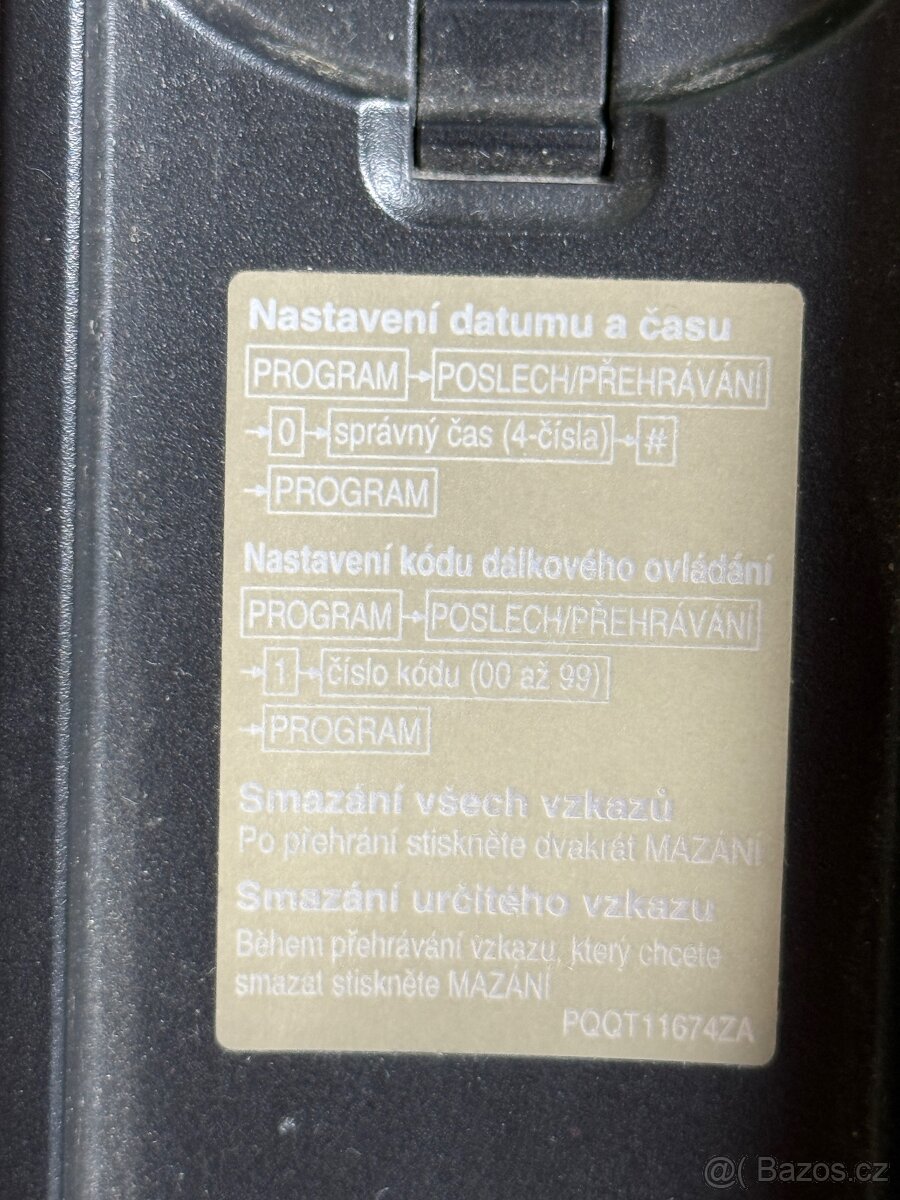 Nastavení datumu a času
PROGRAM → POSLECH/PŘEHRÁVÁNÍ
→ 0 → správný čas (4-čísla) → #
→ PROGRAM
Nastavení kódu dálkového ovládání
PROGRAM → POSLECH/PŘEHRÁVÁNÍ
→ 1 → číslo kódu (00 až 99)
→ PROGRAM
Smazání všech vzkazů
Po přehrání stiskněte dvakrát MAZÁNÍ
Smazání určitého vzkazu
Během přehrávání vzkazu, který chcete
smazat stiskněte MAZÁNÍ
PQQT11674ZA
@( Bazos.cz